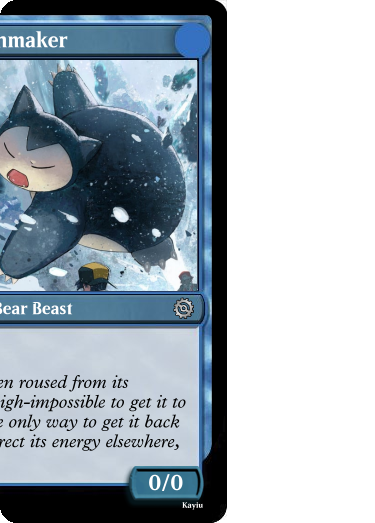 nmaker
Bear Beast
en roused from its
igh-impossible to get it to
e only way to get it back
rect its energy elsewhere,
0/0
Kayiu